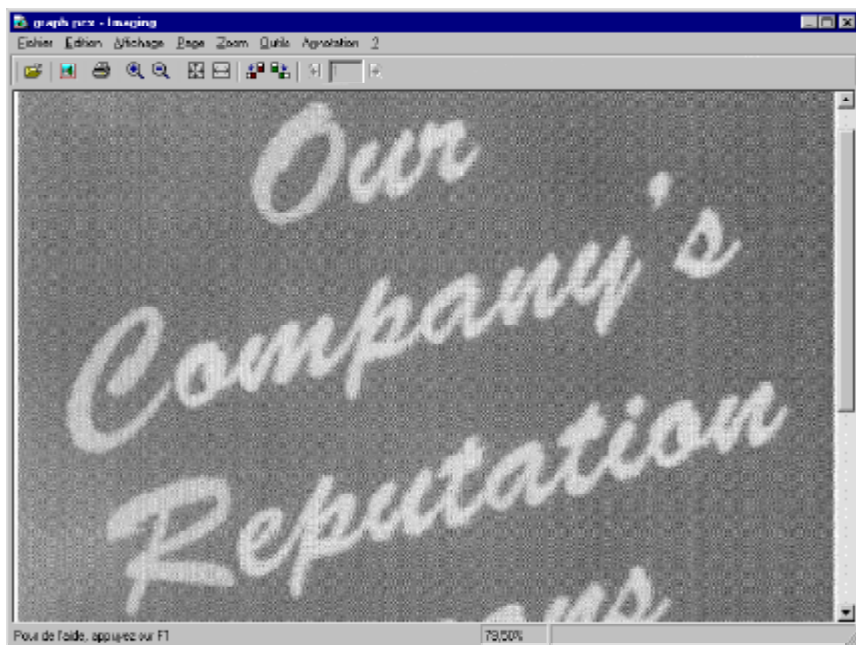 graph.pcx - Imaging
Fichier Edition Affichage Page Zoom Outils Annotation ?
Our
Company's
Reputation
Pour de l'aide, appuyez sur F1
79,50%